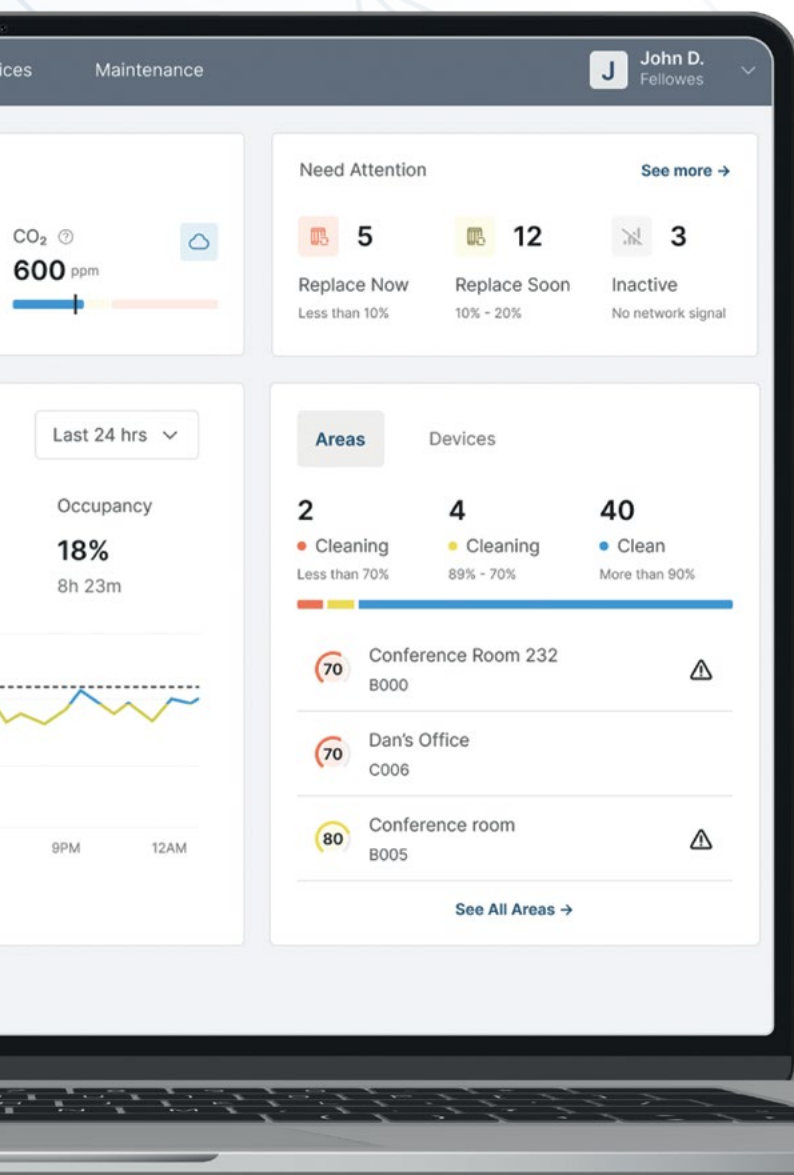 ices Maintenance
J John D.
Fellowes
CO₂
600 ppm
Need Attention See more →
5 12 3
Replace Now Replace Soon Inactive
Less than 10% 10% - 20% No network signal
Last 24 hrs
Occupancy
18%
8h 23m
9PM 12AM
Areas Devices
2 4 40
Cleaning Cleaning Clean
Less than 70% 89% - 70% More than 90%
70 Conference Room 232
B000
70 Dan's Office
C006
80 Conference room
B005
See All Areas →